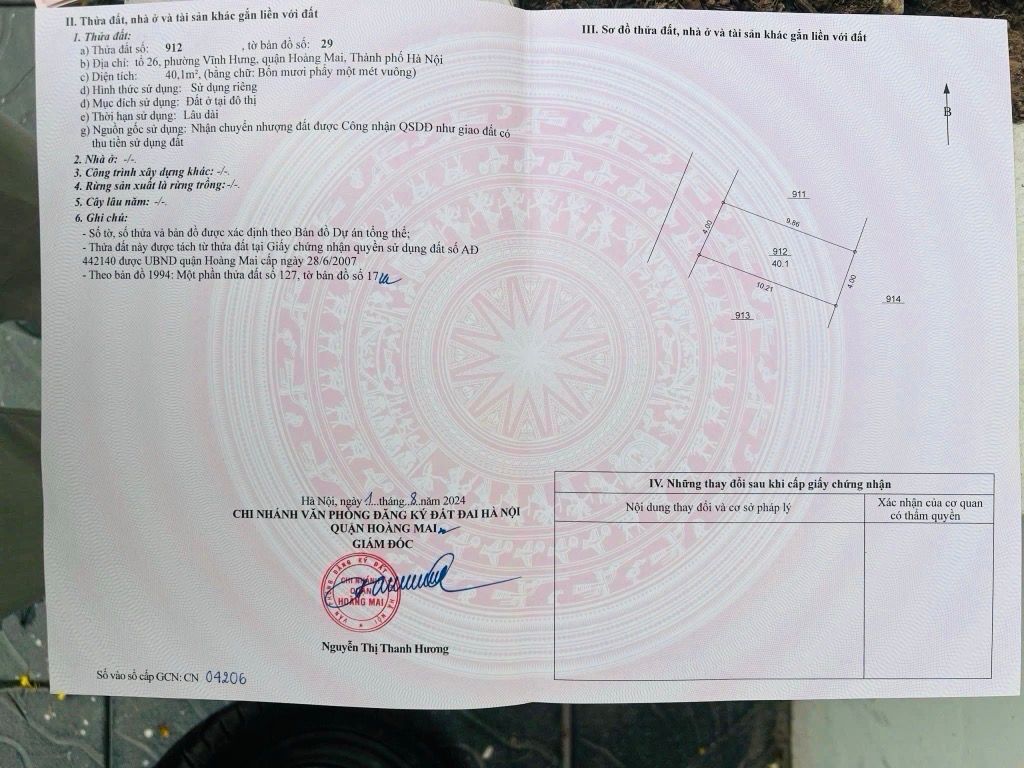 II. Thửa đất, nhà ở và tài sản khác gắn liền với đất
1. Thửa đất:
a) Thửa đất số: 912 , tờ bản đồ số: 29
b) Địa chỉ: tổ 26, phường Vĩnh Hưng, quận Hoàng Mai, Thành phố Hà Nội
c) Diện tích: 40,1m², (bằng chữ: Bốn mươi phẩy một mét vuông)
d) Hình thức sử dụng: Sử dụng riêng
đ) Mục đích sử dụng: Đất ở tại đô thị
e) Thời hạn sử dụng: Lâu dài
g) Nguồn gốc sử dụng: Nhận chuyển nhượng đất được Công nhận QSDĐ như giao đất có
thu tiền sử dụng đất
2. Nhà ở: -/-.
3. Công trình xây dựng khác: -/-.
4. Rừng sản xuất là rừng trồng:-/-.
5. Cây lâu năm: -/-.
6. Ghi chú:
- Số tờ, số thửa và bản đồ được xác định theo Bản đồ Dự án tổng thể;
- Thửa đất này được tách từ thửa đất tại Giấy chứng nhận quyền sử dụng đất số AĐ
442140 được UBND quận Hoàng Mai cấp ngày 28/6/2007
- Theo bản đồ 1994: Một phần thửa đất số 127, tờ bản đồ số 17
Hà Nội, ngày 1 tháng 8 năm 2024
CHI NHÁNH VĂN PHÒNG ĐĂNG KÝ ĐẤT ĐAI HÀ NỘI
QUẬN HOÀNG MAI
GIÁM ĐỐC
CHI NHÁNH
QUẬN
HOÀNG MAI
Nguyễn Thị Thanh Hương
Số vào sổ cấp GCN: CN 04206
III. Sơ đồ thửa đất, nhà ở và tài sản khác gắn liền với đất
B
911
9.86
4.00
912
40.1
4.00
10.21
914
913
IV. Những thay đổi sau khi cấp giấy chứng nhận
Nội dung thay đổi và cơ sở pháp lý
Xác nhận của cơ quan
có thẩm quyền